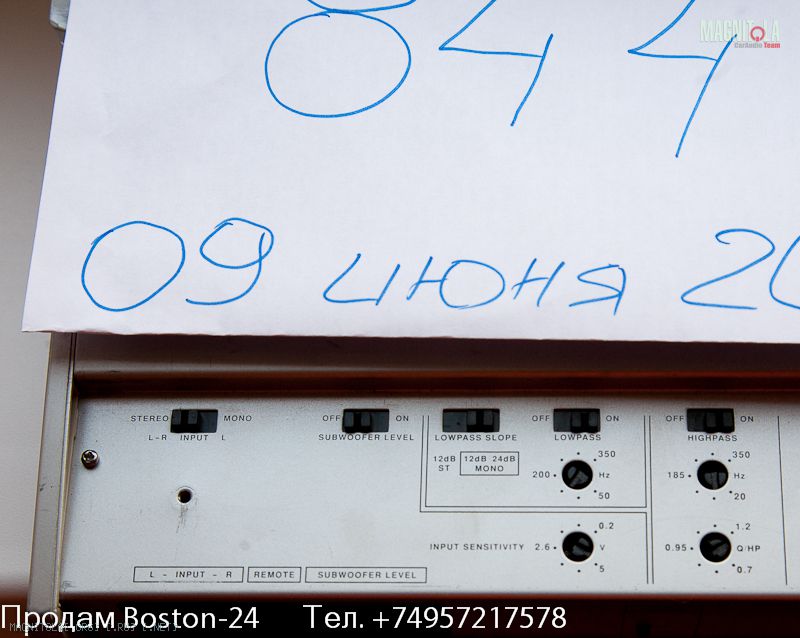 MAGNITOLA
CarAudio Team
844
09 июня 20
STEREO MONO OFF ON OFF ON OFF ON
L-R INPUT L SUBWOOFER LEVEL LOWPASS SLOPE LOWPASS HIGHPASS
12dB 12dB 24dB 350 350
ST MONO 200 Hz 185 Hz
50 20
0.2 1.2
INPUT SENSITIVITY 2.6 V 0.95 Q/HP
5 0.7
L - INPUT - R REMOTE SUBWOOFER LEVEL
Продам Boston-24 Тел. +74957217578